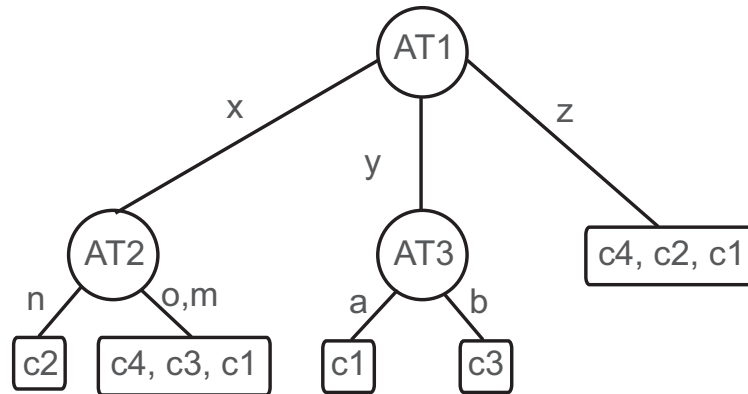 AT1
x
y
z
AT2
AT3
c4, c2, c1
n
o,m
a
b
c2
c4, c3, c1
c1
c3